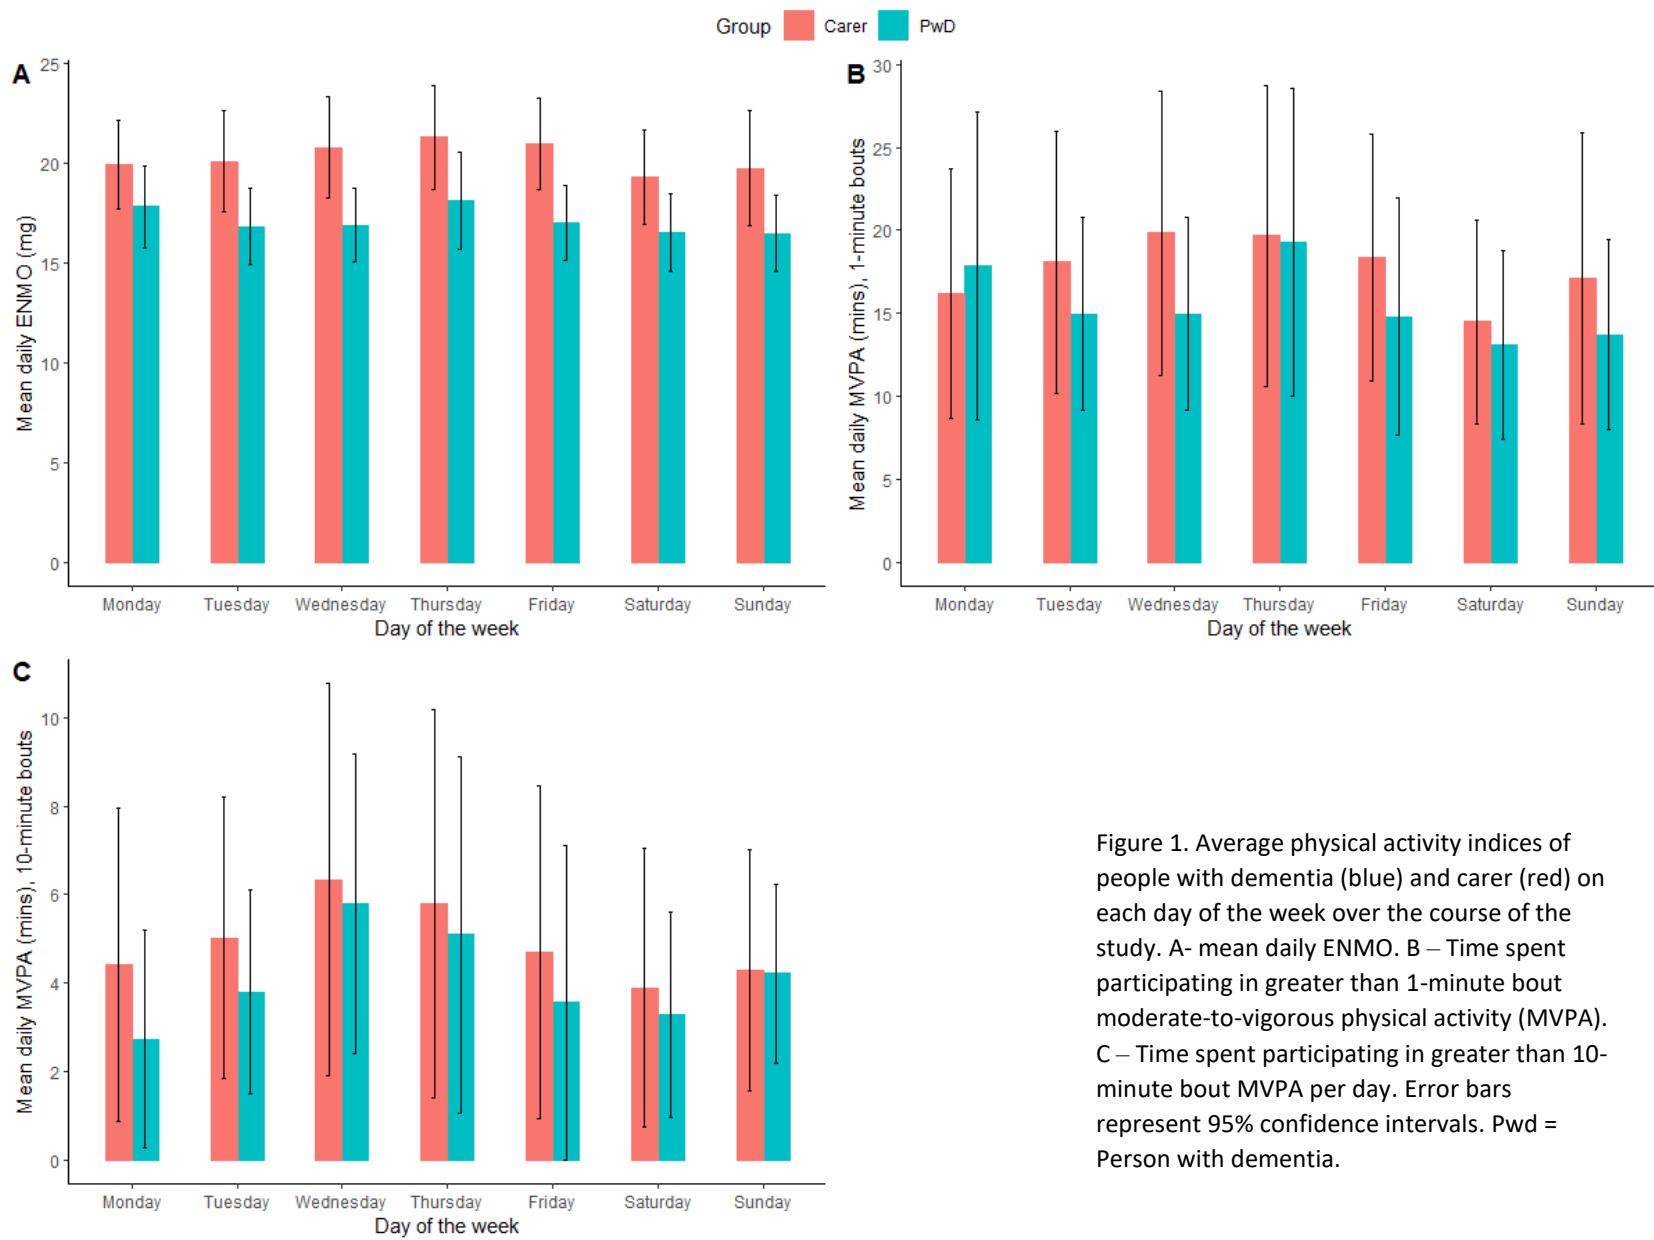 Group Carer PwD
A
25
20
15
10
5
0
Mean daily ENMO (mg)
Monday Tuesday Wednesday Thursday Friday Saturday Sunday
Day of the week
B
30
25
20
15
10
5
0
Mean daily MVPA (mins), 1-minute bouts
Monday Tuesday Wednesday Thursday Friday Saturday Sunday
Day of the week
C
10
8
6
4
2
0
Mean daily MVPA (mins), 10-minute bouts
Monday Tuesday Wednesday Thursday Friday Saturday Sunday
Day of the week
Figure 1. Average physical activity indices of
people with dementia (blue) and carer (red) on
each day of the week over the course of the
study. A- mean daily ENMO. B – Time spent
participating in greater than 1-minute bout
moderate-to-vigorous physical activity (MVPA).
C – Time spent participating in greater than 10-
minute bout MVPA per day. Error bars
represent 95% confidence intervals. Pwd =
Person with dementia.